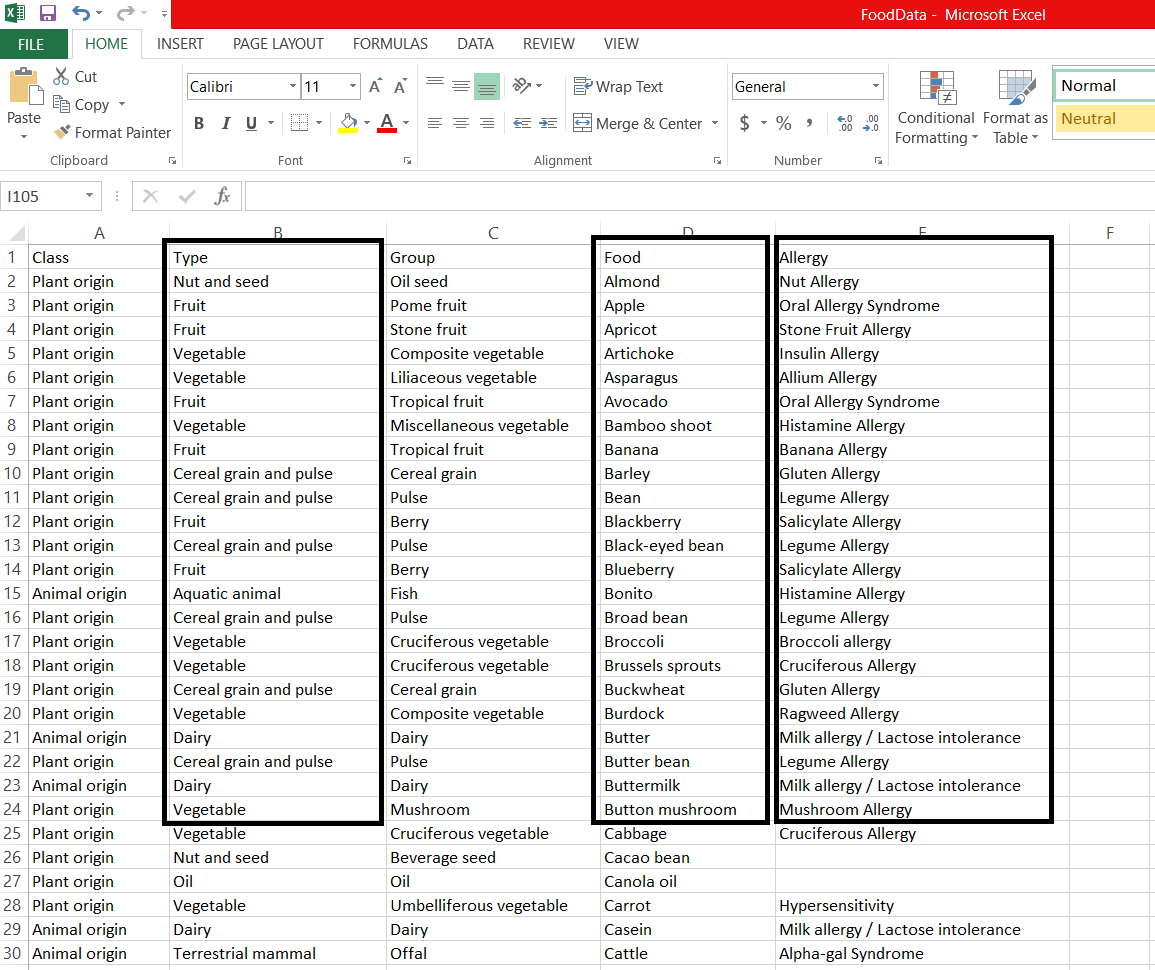 FoodData - Microsoft Excel
FILE HOME INSERT PAGE LAYOUT FORMULAS DATA REVIEW VIEW
Cut
Copy
Format Painter
Paste
Clipboard
Calibri 11 A A
B I U A
Font
Wrap Text
Merge & Center
Alignment
General
$ % , .00 .00
Number
Conditional Formatting
Format as Table
Normal
Neutral
I105 fx
A B C D E F
1 Class Type Group Food Allergy
2 Plant origin Nut and seed Oil seed Almond Nut Allergy
3 Plant origin Fruit Pome fruit Apple Oral Allergy Syndrome
4 Plant origin Fruit Stone fruit Apricot Stone Fruit Allergy
5 Plant origin Vegetable Composite vegetable Artichoke Insulin Allergy
6 Plant origin Vegetable Liliaceous vegetable Asparagus Allium Allergy
7 Plant origin Fruit Tropical fruit Avocado Oral Allergy Syndrome
8 Plant origin Vegetable Miscellaneous vegetable Bamboo shoot Histamine Allergy
9 Plant origin Fruit Tropical fruit Banana Banana Allergy
10 Plant origin Cereal grain and pulse Cereal grain Barley Gluten Allergy
11 Plant origin Cereal grain and pulse Pulse Bean Legume Allergy
12 Plant origin Fruit Berry Blackberry Salicylate Allergy
13 Plant origin Cereal grain and pulse Pulse Black-eyed bean Legume Allergy
14 Plant origin Fruit Berry Blueberry Salicylate Allergy
15 Animal origin Aquatic animal Fish Bonito Histamine Allergy
16 Plant origin Cereal grain and pulse Pulse Broad bean Legume Allergy
17 Plant origin Vegetable Cruciferous vegetable Broccoli Broccoli allergy
18 Plant origin Vegetable Cruciferous vegetable Brussels sprouts Cruciferous Allergy
19 Plant origin Cereal grain and pulse Cereal grain Buckwheat Gluten Allergy
20 Plant origin Vegetable Composite vegetable Burdock Ragweed Allergy
21 Animal origin Dairy Dairy Butter Milk allergy / Lactose intolerance
22 Plant origin Cereal grain and pulse Pulse Butter bean Legume Allergy
23 Animal origin Dairy Dairy Buttermilk Milk allergy / Lactose intolerance
24 Plant origin Vegetable Mushroom Button mushroom Mushroom Allergy
25 Plant origin Vegetable Cruciferous vegetable Cabbage Cruciferous Allergy
26 Plant origin Nut and seed Beverage seed Cacao bean
27 Plant origin Oil Oil Canola oil
28 Plant origin Vegetable Umbelliferous vegetable Carrot Hypersensitivity
29 Animal origin Dairy Dairy Casein Milk allergy / Lactose intolerance
30 Animal origin Terrestrial mammal Offal Cattle Alpha-gal Syndrome